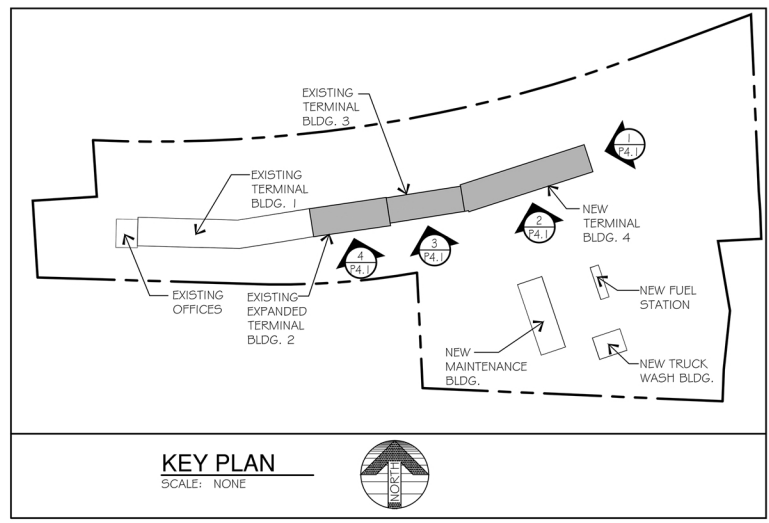 EXISTING
TERMINAL
BLDG. 3
1
P4.1
EXISTING
TERMINAL
BLDG. 1
NEW
TERMINAL
BLDG. 4
2
P4.1
3
P4.1
4
P4.1
EXISTING
OFFICES
EXISTING
EXPANDED
TERMINAL
BLDG. 2
NEW FUEL
STATION
NEW
MAINTENANCE
BLDG.
NEW TRUCK
WASH BLDG.
KEY PLAN
SCALE: NONE
NORTH